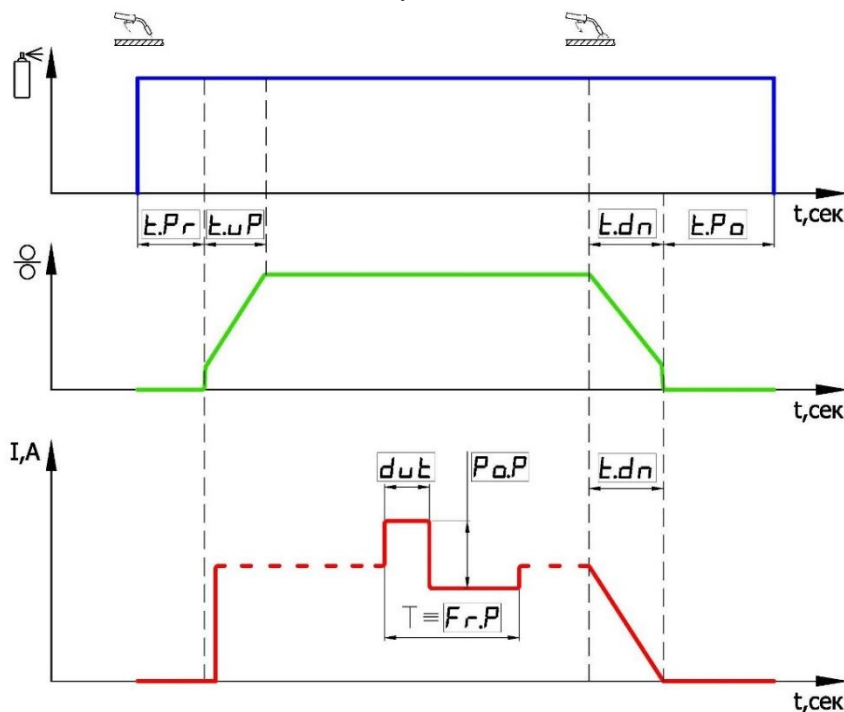 t,сек
t.Pr t.uP t.dn t.Po
t,сек
I,A
dut Po.P t.dn
T ≡ Fr.P
t,сек